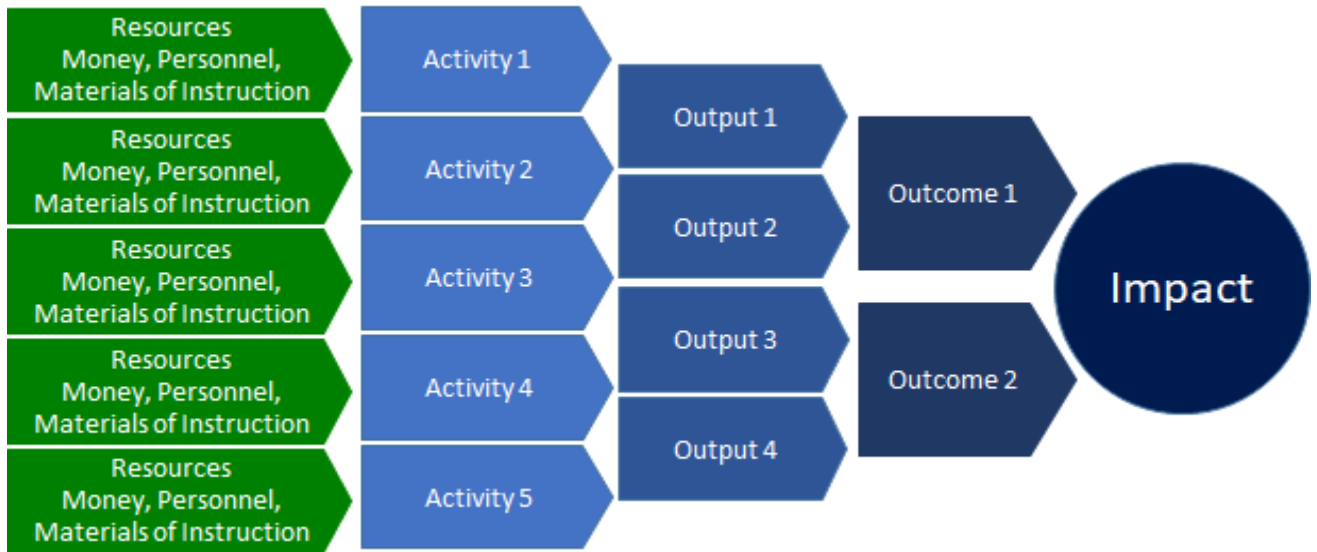 Resources
Money, Personnel,
Materials of Instruction
Resources
Money, Personnel,
Materials of Instruction
Resources
Money, Personnel,
Materials of Instruction
Resources
Money, Personnel,
Materials of Instruction
Resources
Money, Personnel,
Materials of Instruction
Activity 1
Activity 2
Activity 3
Activity 4
Activity 5
Output 1
Output 2
Output 3
Output 4
Outcome 1
Outcome 2
Impact